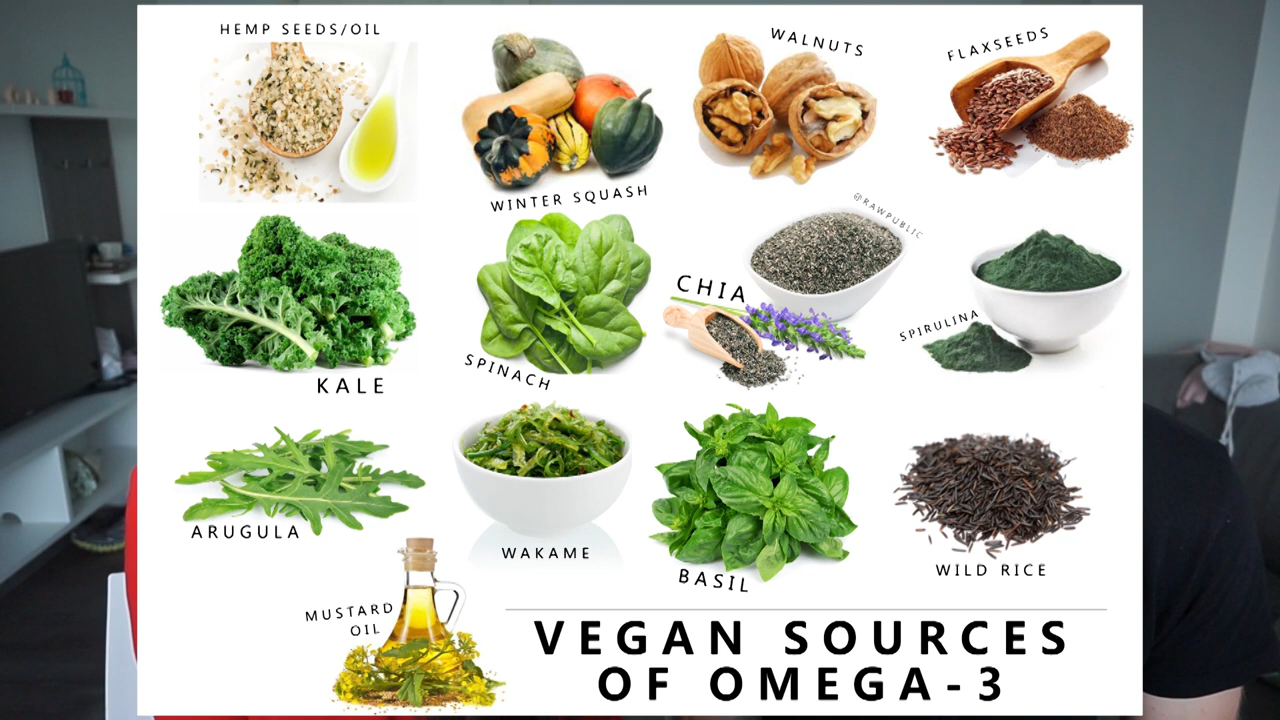 HEMP SEEDS/OIL
WINTER SQUASH
WALNUTS
FLAXSEEDS
KALE
SPINACH
CHIA
@RAWPUBLIC
SPIRULINA
ARUGULA
WAKAME
BASIL
WILD RICE
MUSTARD
OIL
VEGAN SOURCES
OF OMEGA-3